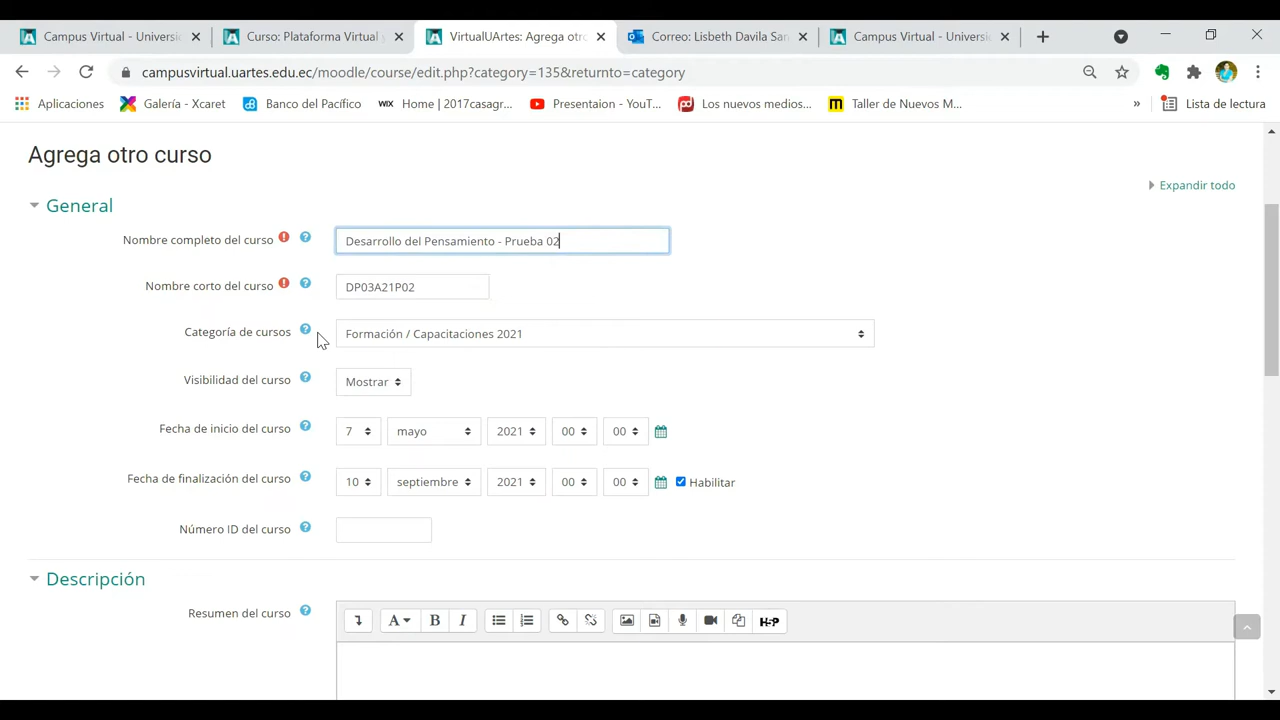 Campus Virtual - Universi
Curso: Plataforma Virtual y
VirtualUArtes: Agrega otro
Correo: Lisbeth Davila San
Campus Virtual - Univers
campusvirtual.uartes.edu.ec/moodle/course/edit.php?category=135&returnto=category
Aplicaciones
Galería - Xcaret
Banco del Pacífico
WIX Home | 2017casagr...
Presentaion - YouT...
Los nuevos medios...
Taller de Nuevos M...
»
Lista de lectura
Agrega otro curso
Expandir todo
General
Nombre completo del curso
Desarrollo del Pensamiento - Prueba 02
Nombre corto del curso
DP03A21P02
Categoría de cursos
Formación / Capacitaciones 2021
Visibilidad del curso
Mostrar
Fecha de inicio del curso
7 mayo 2021 00 00
Fecha de finalización del curso
10 septiembre 2021 00 00 Habilitar
Número ID del curso
Descripción
Resumen del curso
A B I H-P